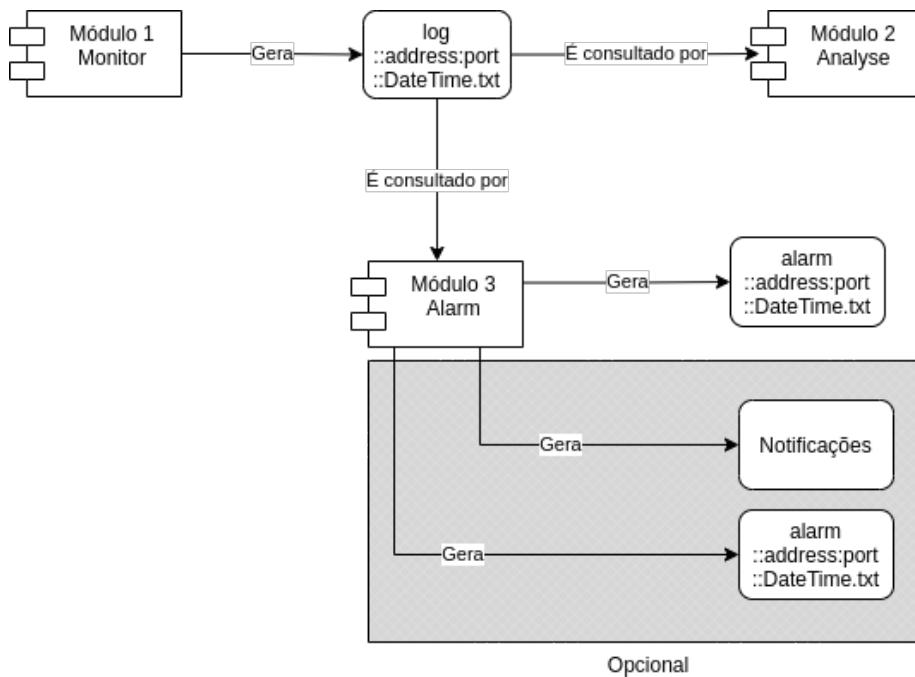 Módulo 1
Monitor
Gera
log
::address:port
::DateTime.txt
É consultado por
Módulo 2
Analyse
É consultado por
Módulo 3
Alarm
Gera
alarm
::address:port
::DateTime.txt
Gera
Notificações
Gera
alarm
::address:port
::DateTime.txt
Opcional